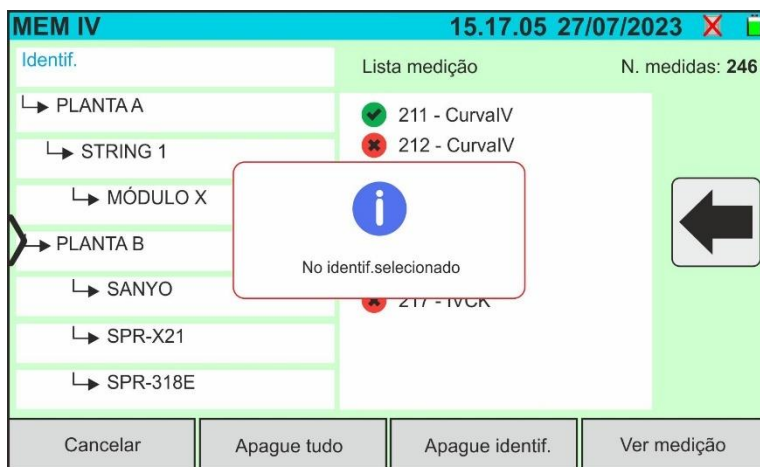 MEM IV 15.17.05 27/07/2023
Identif.
Lista medição N. medidas: 246
PLANTA A
STRING 1
MÓDULO X
PLANTA B
SANYO
SPR-X21
SPR-318E
211 - CurvaIV
212 - CurvaIV
No identif.selecionado
217 - IVCK
Cancelar Apague tudo Apague identif. Ver medição